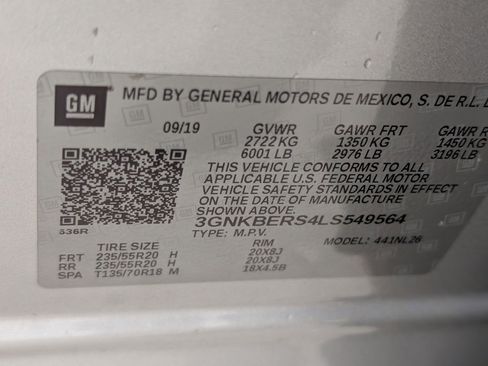 GM MFD BY GENERAL MOTORS DE MEXICO, S. DE R.L.
09/19 GVWR GAWR FRT GAWR
2722 KG 1350 KG 1450 KG
6001 LB 2976 LB 3196 LB
THIS VEHICLE CONFORMS TO ALL
APPLICABLE U.S. FEDERAL MOTOR
VEHICLE SAFETY STANDARDS IN EFFECT
ON THE DATE OF MANUFACTURE
SHOWN ABOVE.
3GNKBERS4LS549564
536R TYPE: M.P.V. MODEL: 441NL26
TIRE SIZE RIM
FRT 235/55R20 H 20X8J
RR 235/55R20 H 20X8J
SPA T135/70R18 M 18X4.5B